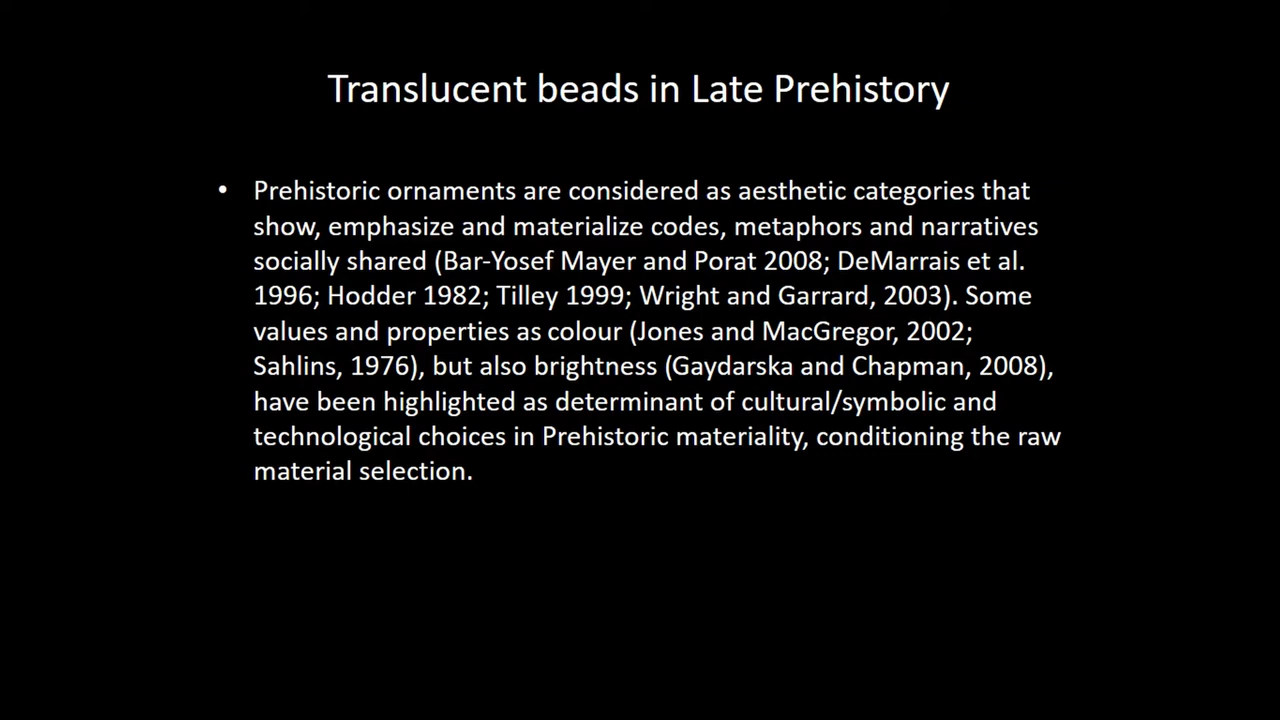 Translucent beads in Late Prehistory
• Prehistoric ornaments are considered as aesthetic categories that
show, emphasize and materialize codes, metaphors and narratives
socially shared (Bar-Yosef Mayer and Porat 2008; DeMarrais et al.
1996; Hodder 1982; Tilley 1999; Wright and Garrard, 2003). Some
values and properties as colour (Jones and MacGregor, 2002;
Sahlins, 1976), but also brightness (Gaydarska and Chapman, 2008),
have been highlighted as determinant of cultural/symbolic and
technological choices in Prehistoric materiality, conditioning the raw
material selection.